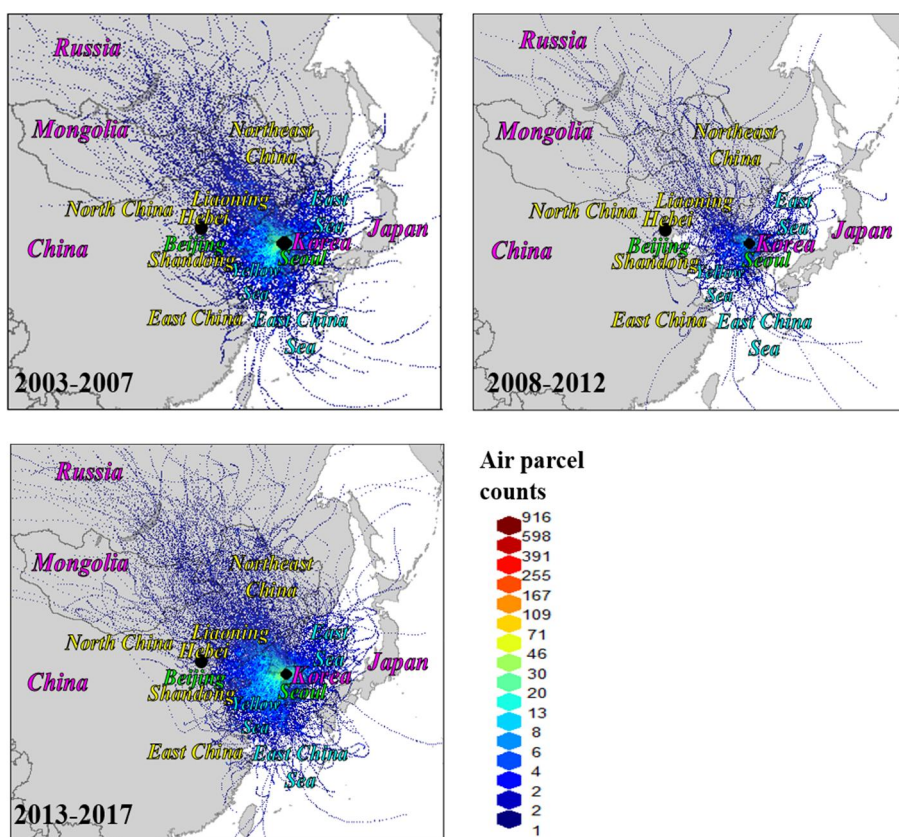 Russia
Mongolia
Northeast
China
Liaoning
North China
Hebei
East
Sea
Japan
China
Beijing
Korea
Shandong
Seoul
Yellow
Sea
East China
East China
Sea
2003-2007
Russia
Mongolia
Northeast
China
Liaoning
North China
Hebei
East
Sea
Japan
China
Beijing
Korea
Shandong
Seoul
Yellow
Sea
East China
East China
Sea
2008-2012
Russia
Mongolia
Northeast
China
Liaoning
North China
Hebei
East
Sea
Japan
China
Beijing
Korea
Shandong
Seoul
Yellow
Sea
East China
East China
Sea
2013-2017
Air parcel
counts
916
598
391
255
167
109
71
46
30
20
13
8
6
4
2
2
1